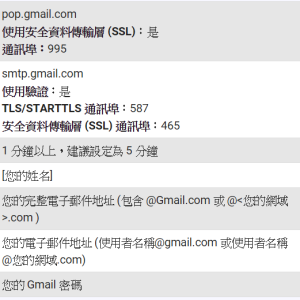 pop.gmail.com
使用安全資料傳輸層 (SSL)：是
通訊埠：995
smtp.gmail.com
使用驗證：是
TLS/STARTTLS 通訊埠：587
安全資料傳輸層 (SSL) 通訊埠：465
1 分鐘以上，建議設定為 5 分鐘
[您的姓名]
您的完整電子郵件地址 (包含 @Gmail.com 或 @<您的網域
>.com )
您的電子郵件地址 (使用者名稱@gmail.com 或使用者名稱
@您的網域.com)
您的 Gmail 密碼